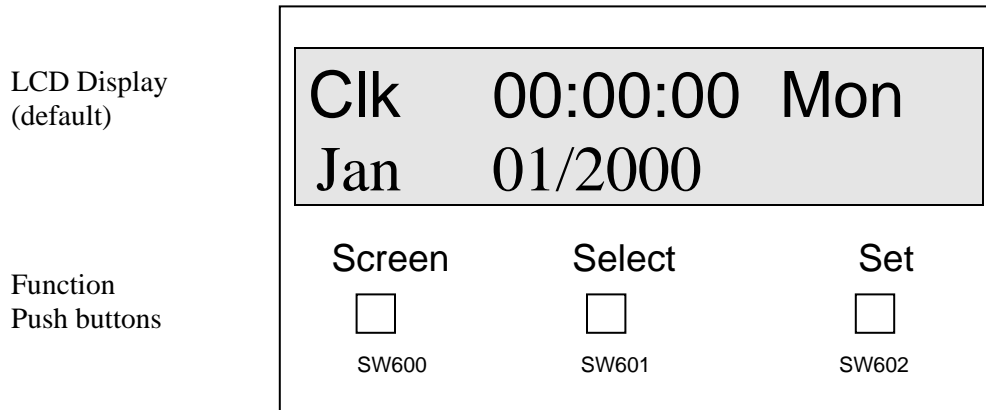 LCD Display
(default)
Clk 00:00:00 Mon
Jan 01/2000
Function
Push buttons
Screen Select Set
SW600 SW601 SW602